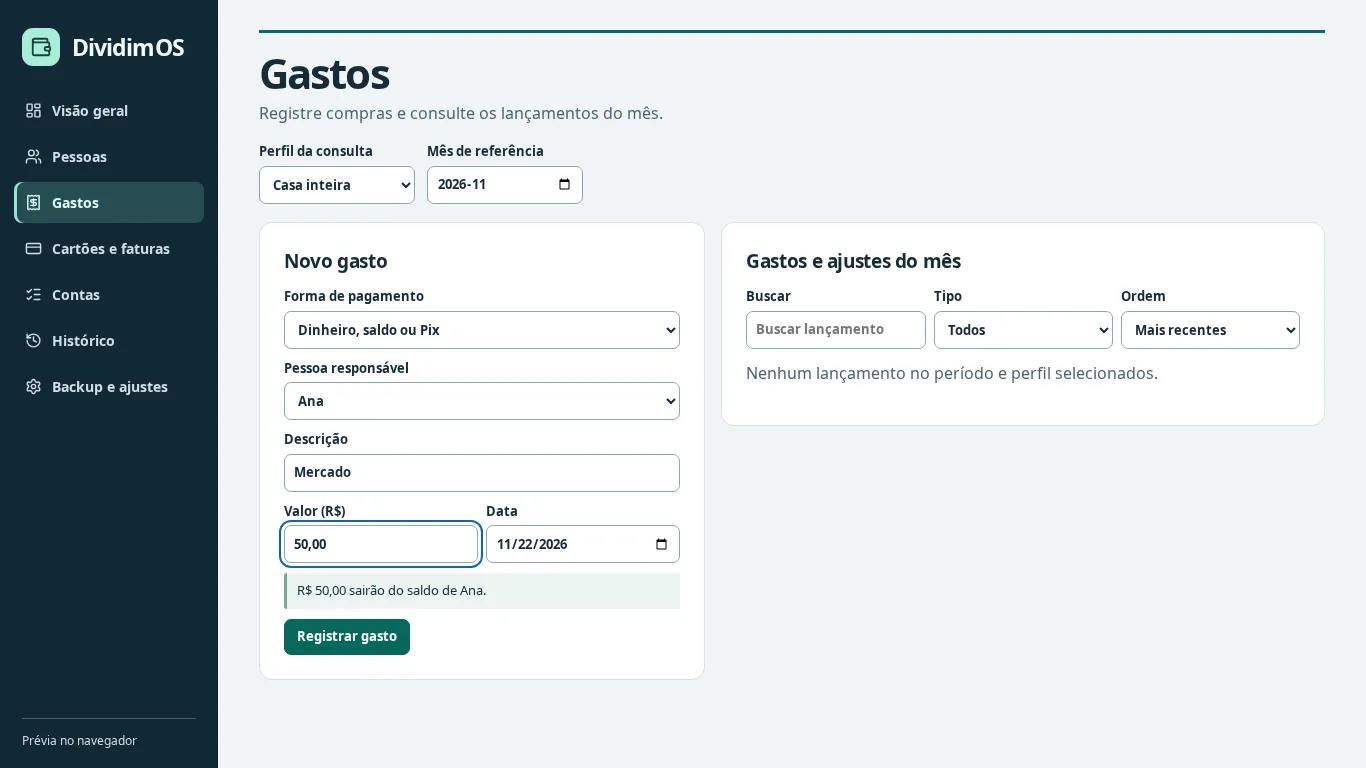 DividimOS
Visão geral
Pessoas
Gastos
Cartões e faturas
Contas
Histórico
Backup e ajustes
Prévia no navegador
Gastos
Registre compras e consulte os lançamentos do mês.
Perfil da consulta
Mês de referência
Casa inteira
2026-11
Novo gasto
Forma de pagamento
Dinheiro, saldo ou Pix
Pessoa responsável
Ana
Descrição
Mercado
Valor (R$)
Data
50,00
11/22/2026
R$ 50,00 sairão do saldo de Ana.
Registrar gasto
Gastos e ajustes do mês
Buscar
Tipo
Ordem
Buscar lançamento
Todos
Mais recentes
Nenhum lançamento no período e perfil selecionados.